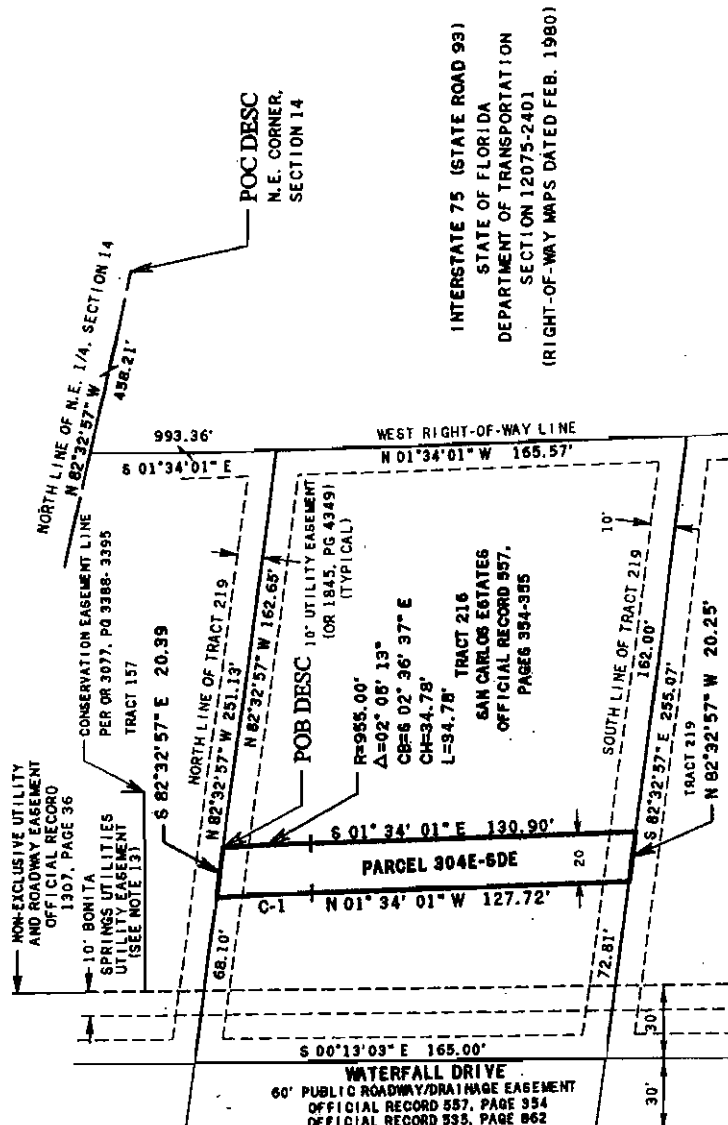 POC DESC
N.E. CORNER,
SECTION 14
NORTH LINE OF N.E. 1/4, SECTION 14
N 82°32'57" W
458.21'
INTERSTATE 75 (STATE ROAD 93)
STATE OF FLORIDA
DEPARTMENT OF TRANSPORTATION
SECTION 12075-2401
(RIGHT-OF-WAY MAPS DATED FEB. 1980)
993.36'
S 01°34'01" E
WEST RIGHT-OF-WAY LINE
N 01°34'01" W 165.57'
NON-EXCLUSIVE UTILITY
AND ROADWAY EASEMENT
OFFICIAL RECORD
1307, PAGE 36
10' BONITA
SPRINGS UTILITIES
UTILITY EASEMENT
(SEE NOTE 13)
CONSERVATION EASEMENT LINE
PER OR 3077, PG 3388-3395
TRACT 157
S 82°32'57" E 20.39
NORTH LINE OF TRACT 219
N 82°32'57" W 251.13'
N 82°32'57" W 162.65'
POB DESC
10' UTILITY EASEMENT
(OR 1845, PG 4349)
(TYPICAL)
R=955.00'
Δ=02° 05' 13"
CB=S 02° 36' 37" E
CH=34.78'
L=34.78'
TRACT 216
SAN CARLOS ESTATES
OFFICIAL RECORD 557,
PAGES 354-355
S 01° 34' 01" E 130.90'
PARCEL 304E-SDE
20
C-1
N 01° 34' 01" W 127.72'
68.10'
72.81'
10'
SOUTH LINE OF TRACT 219
162.00'
S 82°32'57" E 255.07'
TRACT 219
N 82°32'57" W 20.25'
S 00°13'03" E 165.00'
30'
30'
WATERFALL DRIVE
60' PUBLIC ROADWAY/DRAINAGE EASEMENT
OFFICIAL RECORD 557, PAGE 354
OFFICIAL RECORD 535, PAGE 862